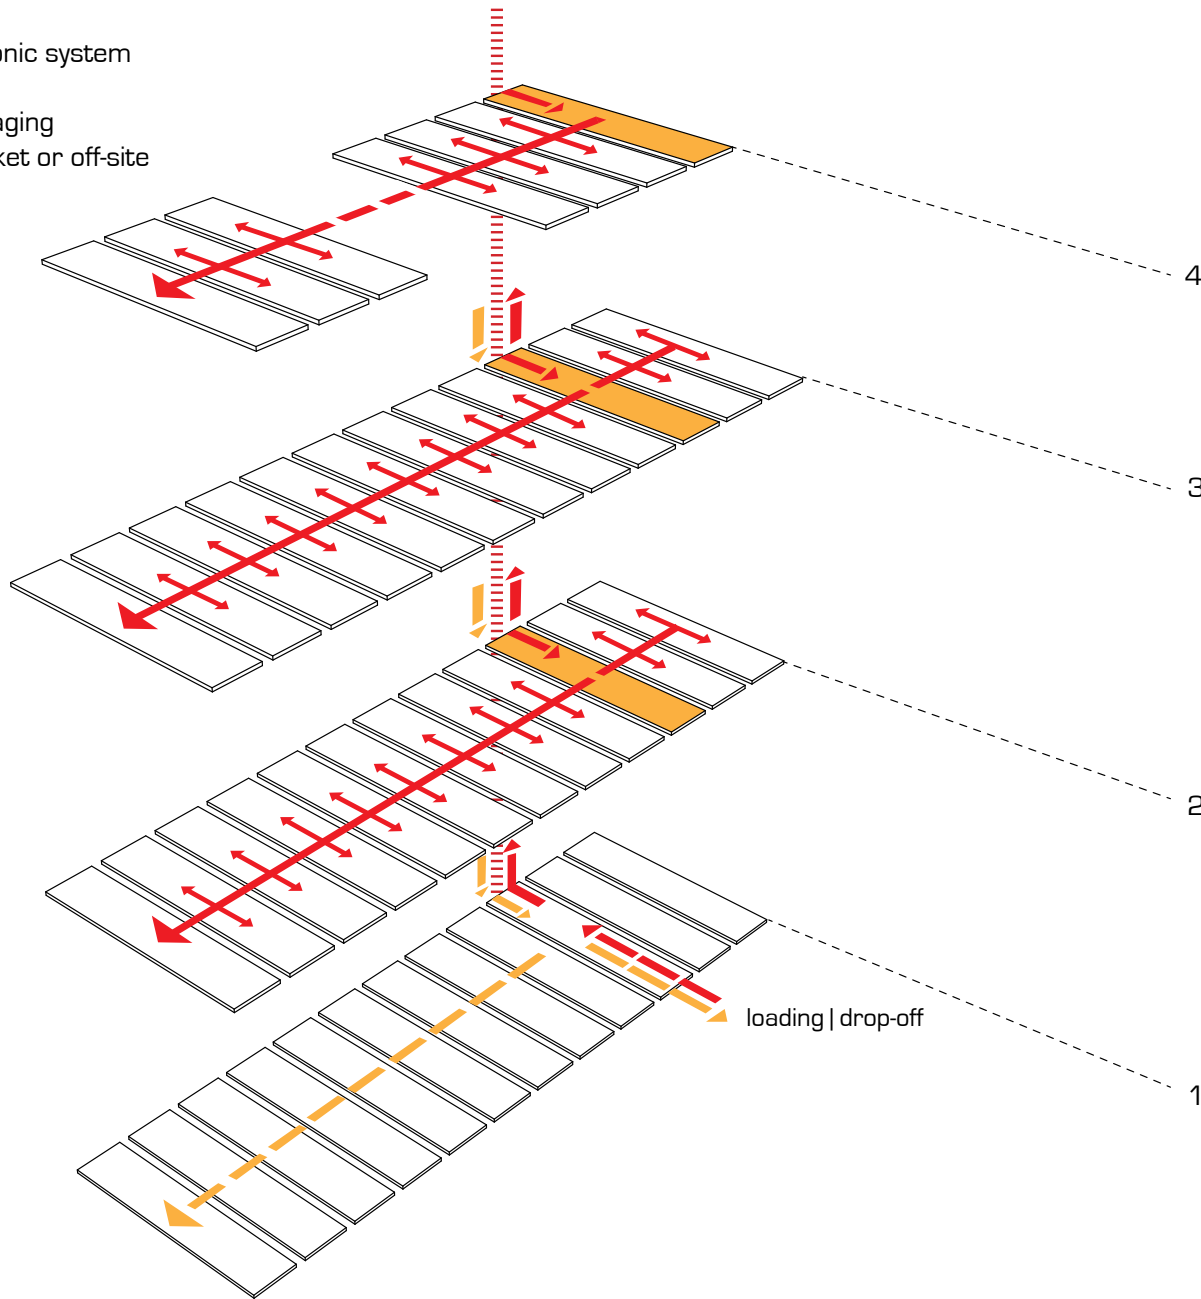 onic system
aging
ket or off-site
4
3
2
loading | drop-off
1